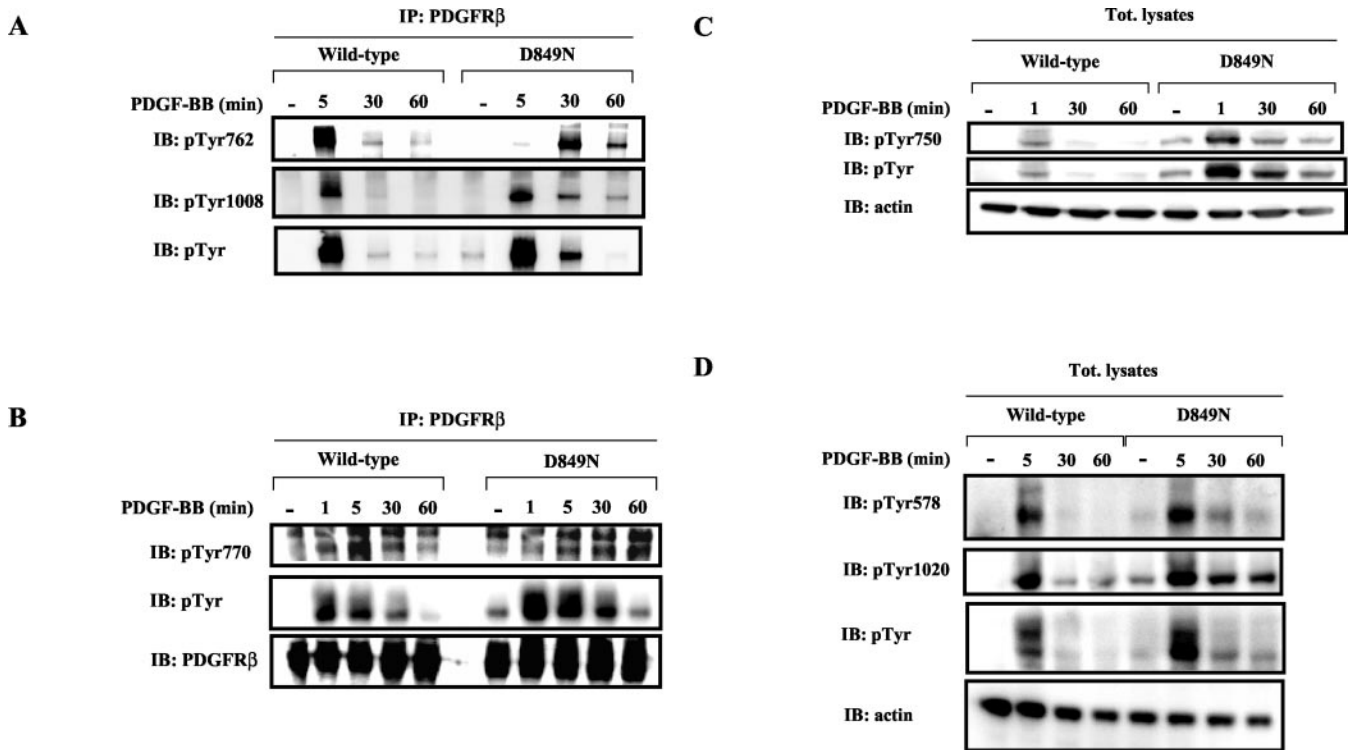 A
IP: PDGFRβ
Wild-type D849N
PDGF-BB (min) - 5 30 60 - 5 30 60
IB: pTyr762
IB: pTyr1008
IB: pTyr
B
IP: PDGFRβ
Wild-type D849N
PDGF-BB (min) - 1 5 30 60 - 1 5 30 60
IB: pTyr770
IB: pTyr
IB: PDGFRβ
C
Tot. lysates
Wild-type D849N
PDGF-BB (min) - 1 30 60 - 1 30 60
IB: pTyr750
IB: pTyr
IB: actin
D
Tot. lysates
Wild-type D849N
PDGF-BB (min) - 5 30 60 - 5 30 60
IB: pTyr578
IB: pTyr1020
IB: pTyr
IB: actin